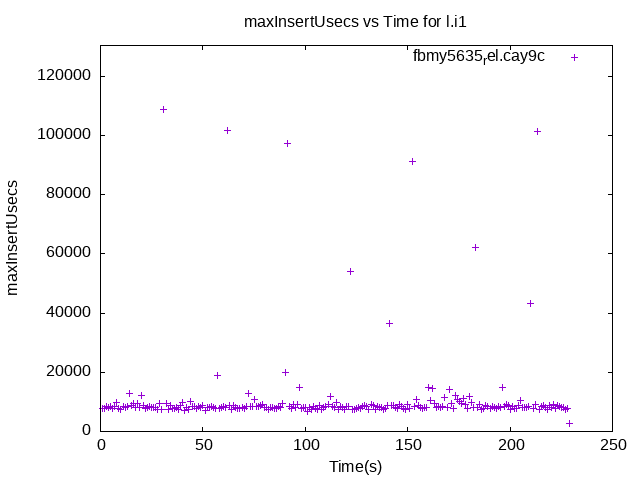 maxInsertUsecs vs Time for l.i1
fbmy5635rel.cay9c
120000
100000
80000
60000
40000
20000
0
maxInsertUsecs
0 50 100 150 200 250
Time(s)